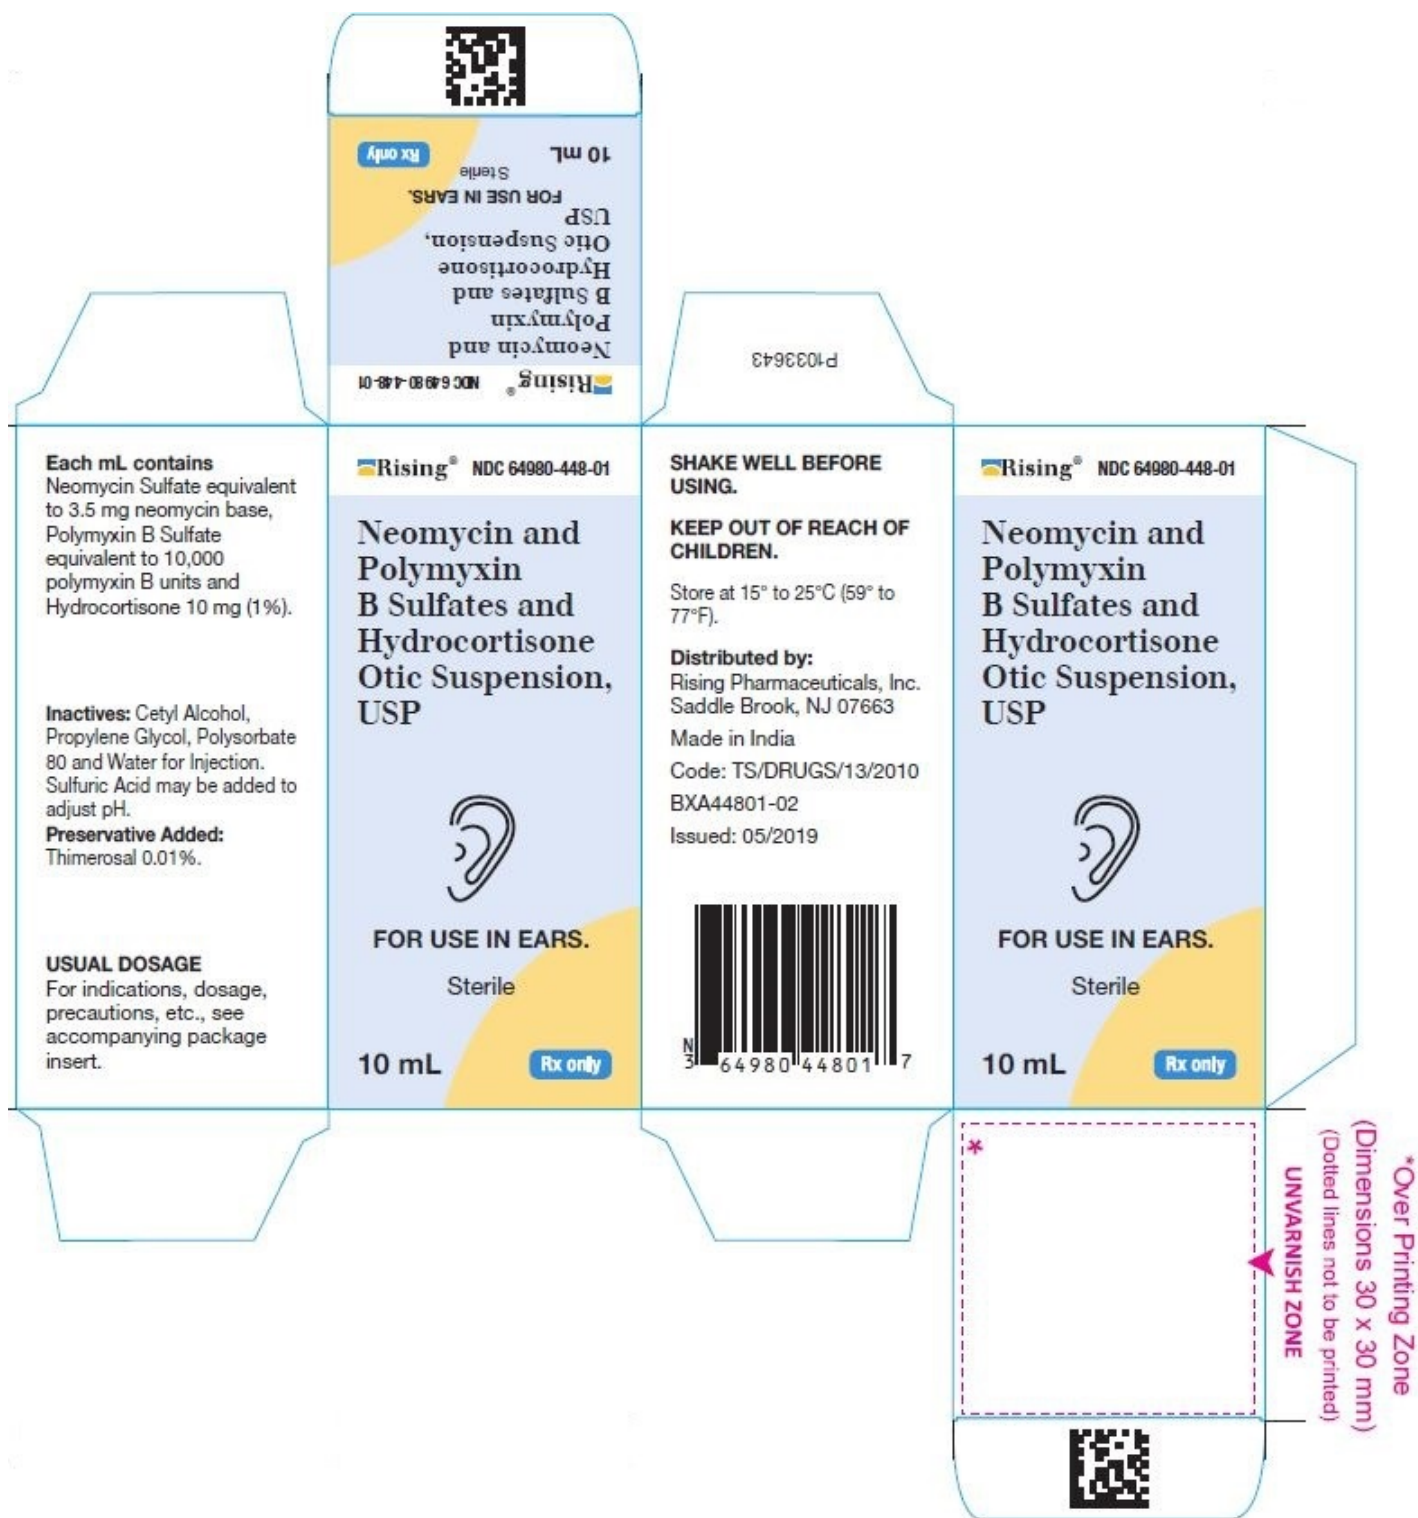 Rx only
10 mL
Sterile
FOR USE IN EARS.
USP
Otic Suspension,
Hydrocortisone
B Sulfates and
Polymyxin
Neomycin and
Rising® NDC 64980-448-01
P1033643
Each mL contains
Neomycin Sulfate equivalent
to 3.5 mg neomycin base,
Polymyxin B Sulfate
equivalent to 10,000
polymyxin B units and
Hydrocortisone 10 mg (1%).
Inactives: Cetyl Alcohol,
Propylene Glycol, Polysorbate
80 and Water for Injection.
Sulfuric Acid may be added to
adjust pH.
Preservative Added:
Thimerosal 0.01%.
USUAL DOSAGE
For indications, dosage,
precautions, etc., see
accompanying package
insert.
Rising® NDC 64980-448-01
Neomycin and
Polymyxin
B Sulfates and
Hydrocortisone
Otic Suspension,
USP
FOR USE IN EARS.
Sterile
10 mL
Rx only
SHAKE WELL BEFORE
USING.
KEEP OUT OF REACH OF
CHILDREN.
Store at 15° to 25°C (59° to
77°F).
Distributed by:
Rising Pharmaceuticals, Inc.
Saddle Brook, NJ 07663
Made in India
Code: TS/DRUGS/13/2010
BXA44801-02
Issued: 05/2019
N
3 64980 44801 7
Rising® NDC 64980-448-01
Neomycin and
Polymyxin
B Sulfates and
Hydrocortisone
Otic Suspension,
USP
FOR USE IN EARS.
Sterile
10 mL
Rx only
*
*Over Printing Zone
(Dimensions 30 x 30 mm)
(Dotted lines not to be printed)
UNVARNISH ZONE